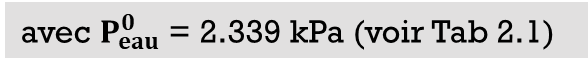 avec P⁰eau = 2.339 kPa (voir Tab 2.1)